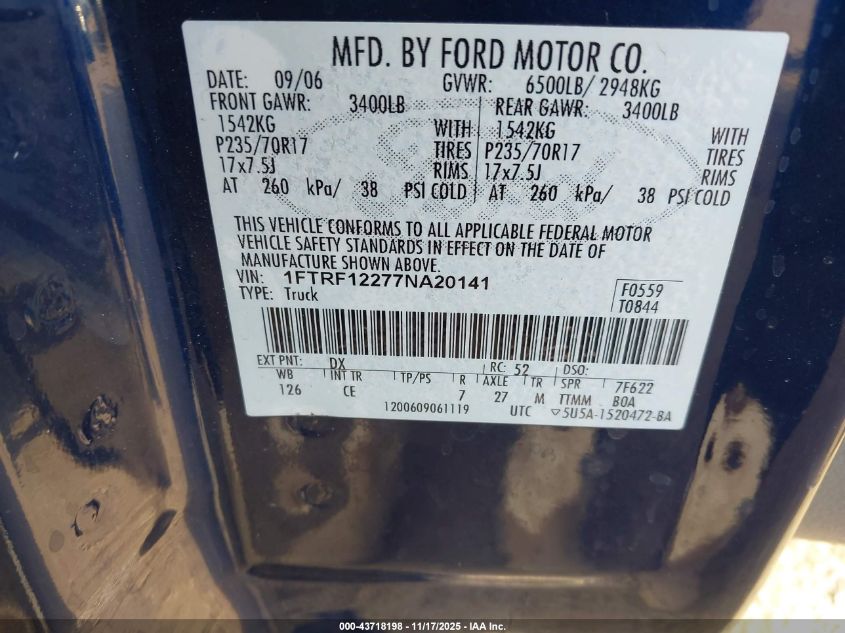 MFD. BY FORD MOTOR CO.
DATE: 09/06 GVWR: 6500LB/ 2948KG
FRONT GAWR: 3400LB REAR GAWR: 3400LB
1542KG WITH 1542KG WITH
P235/70R17 TIRES P235/70R17 TIRES
17x7.5J RIMS 17x7.5J RIMS
AT 260 kPa/ 38 PSI COLD AT 260 kPa/ 38 PSI COLD
THIS VEHICLE CONFORMS TO ALL APPLICABLE FEDERAL MOTOR
VEHICLE SAFETY STANDARDS IN EFFECT ON THE DATE OF
MANUFACTURE SHOWN ABOVE.
VIN: 1FTRF12277NA20141 F0559
TYPE: Truck T0844
EXT PNT: DX RC: 52 DSO:
WB INT TR TP/PS R AXLE TR SPR 7F622
126 CE 7 27 M TTMM BOA
1200609061119 UTC ▽5U5A-1520472-BA
000-43718198 - 11/17/2025 - IAA Inc.